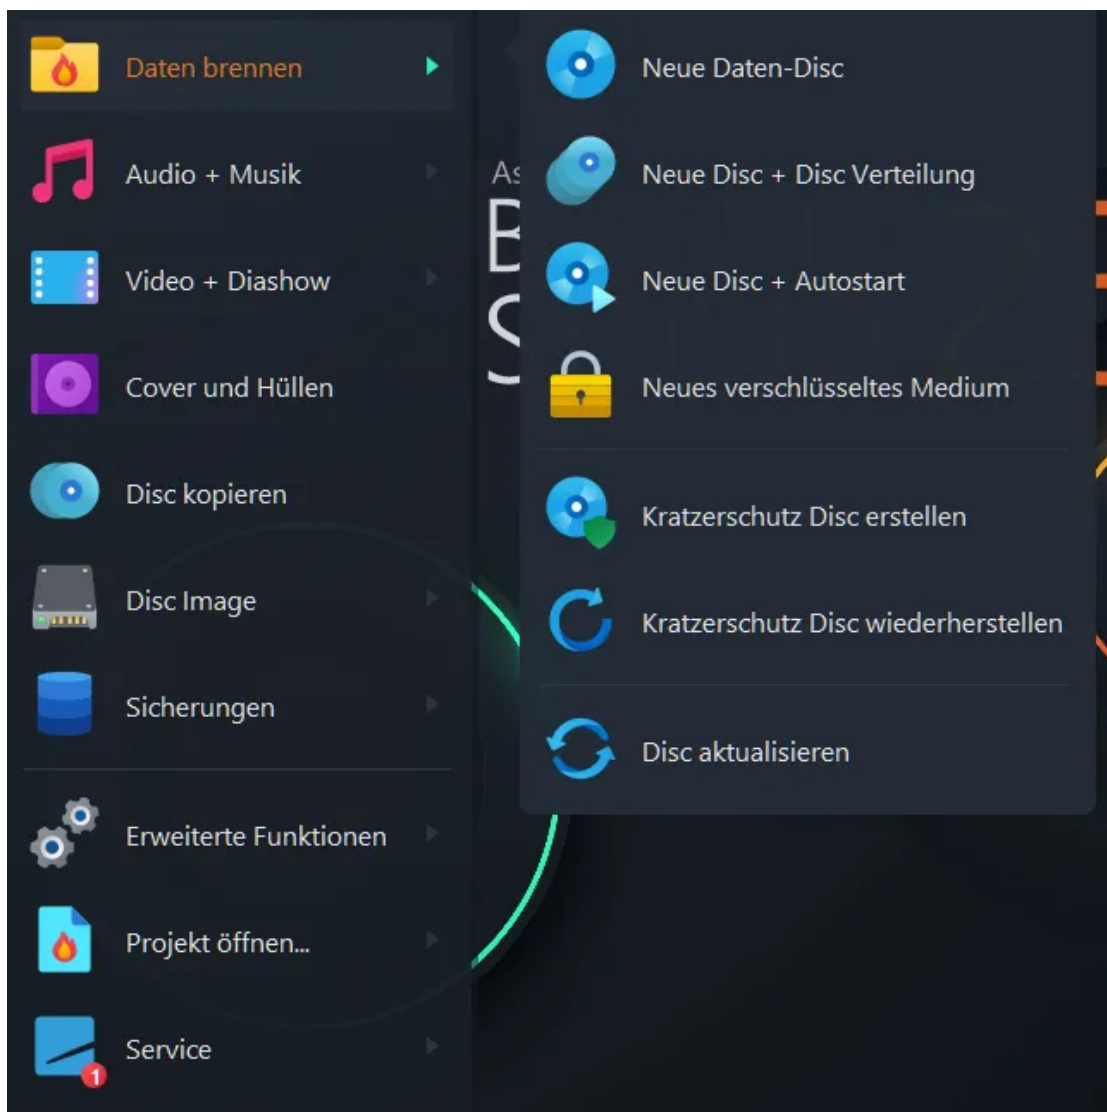 Daten brennen
Audio + Musik
Video + Diashow
Cover und Hüllen
Disc kopieren
Disc Image
Sicherungen
Erweiterte Funktionen
Projekt öffnen...
Service
1
Neue Daten-Disc
Neue Disc + Disc Verteilung
Neue Disc + Autostart
Neues verschlüsseltes Medium
Kratzerschutz Disc erstellen
Kratzerschutz Disc wiederherstellen
Disc aktualisieren